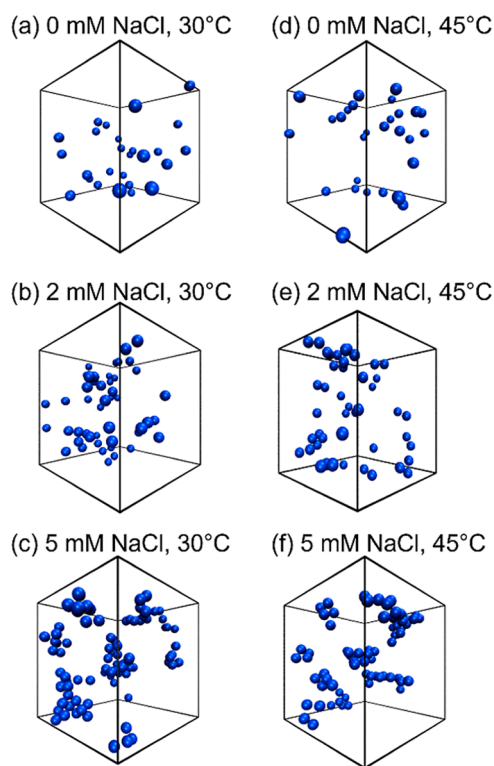 (a) 0 mM NaCl, 30°C
(d) 0 mM NaCl, 45°C
(b) 2 mM NaCl, 30°C
(e) 2 mM NaCl, 45°C
(c) 5 mM NaCl, 30°C
(f) 5 mM NaCl, 45°C